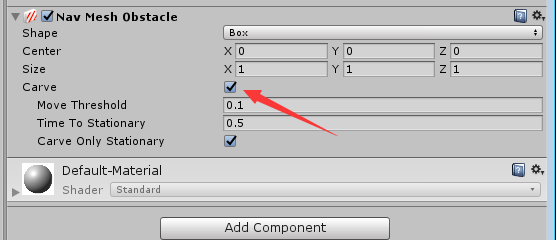 Nav Mesh Obstacle
Shape Box
Center X 0 Y 0 Z 0
Size X 1 Y 1 Z 1
Carve
Move Threshold 0.1
Time To Stationary 0.5
Carve Only Stationary
Default-Material
Shader Standard
Add Component